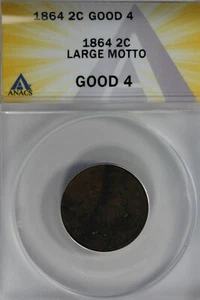 1864 2C GOOD 4
1864 2C
LARGE MOTTO
ANACS
GOOD 4